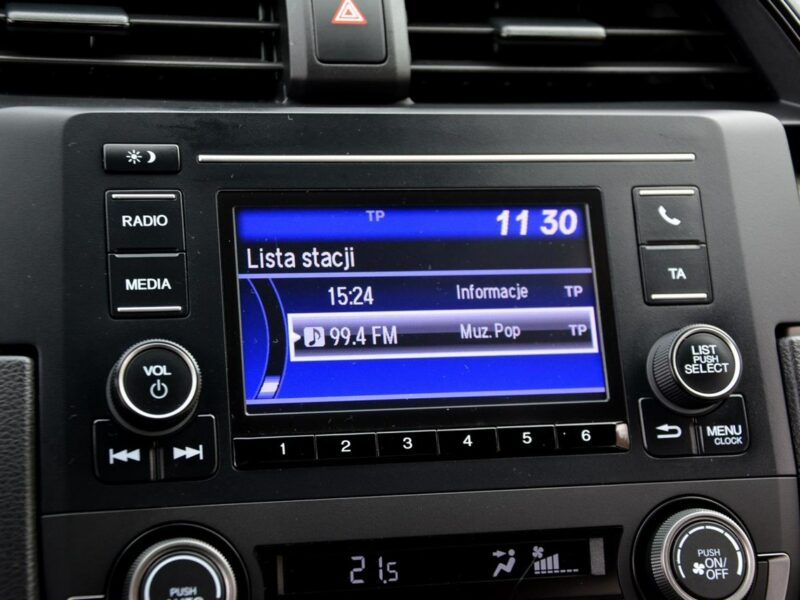 RADIO
MEDIA
VOL
TP 11 30
Lista stacji
15:24 Informacje TP
99.4 FM Muz. Pop TP
1 2 3 4 5 6
TA
LIST
PUSH
SELECT
MENU
CLOCK
PUSH
21.5
PUSH
ON/
OFF